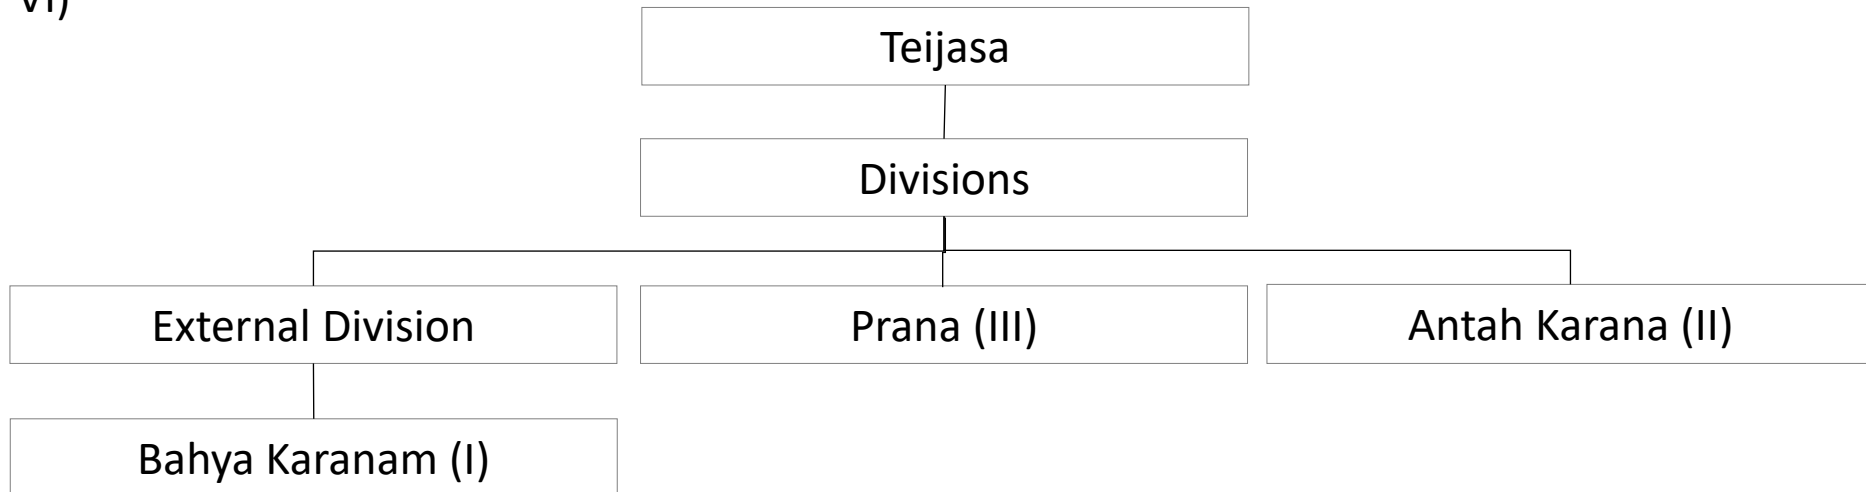 VI)
Teijasa
Divisions
External Division
Prana (III)
Antah Karana (II)
Bahya Karanam (I)